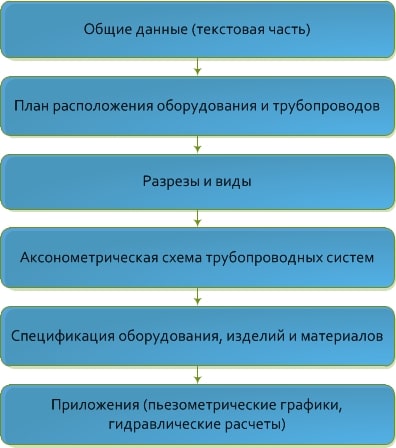 Общие данные (текстовая часть)
План расположения оборудования и трубопроводов
Разрезы и виды
Аксонометрическая схема трубопроводных систем
Спецификация оборудования, изделий и материалов
Приложения (пьезометрические графики,
гидравлические расчеты)